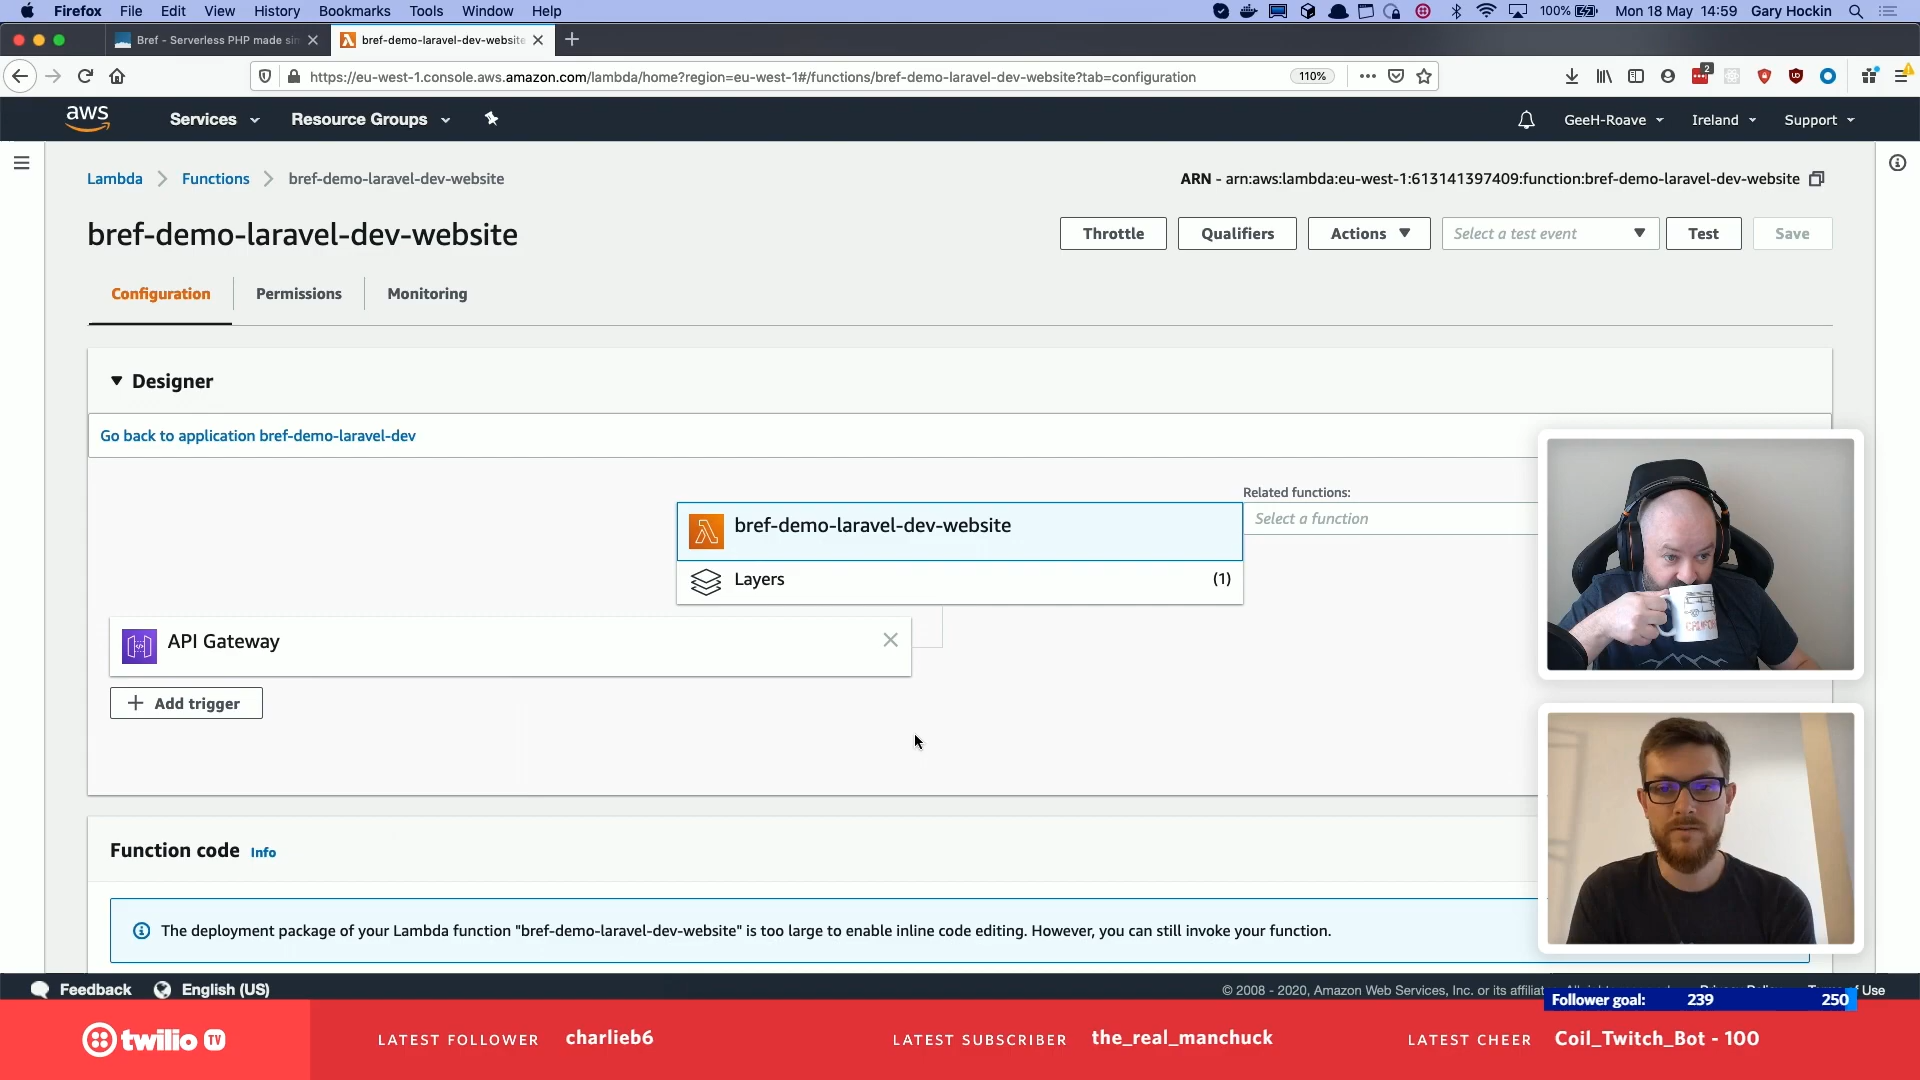 Firefox File Edit View History Bookmarks Tools Window Help 100% Mon 18 May 14:59 Gary Hockin
Bref - Serverless PHP made si
bref-demo-laravel-dev-website
https://eu-west-1.console.aws.amazon.com/lambda/home?region=eu-west-1#/functions/bref-demo-laravel-dev-website?tab=configuration
110%
2
aws
Services
Resource Groups
GeeH-Roave
Ireland
Support
Lambda
Functions
bref-demo-laravel-dev-website
ARN - arn:aws:lambda:eu-west-1:613141397409:function:bref-demo-laravel-dev-website
bref-demo-laravel-dev-website
Throttle
Qualifiers
Actions
Select a test event
Test
Save
Configuration
Permissions
Monitoring
Designer
Go back to application bref-demo-laravel-dev
Related functions:
Select a function
bref-demo-laravel-dev-website
Layers
(1)
API Gateway
Add trigger
Function code Info
The deployment package of your Lambda function "bref-demo-laravel-dev-website" is too large to enable inline code editing. However, you can still invoke your function.
Feedback
English (US)
© 2008 - 2020, Amazon Web Services, Inc. or its
Use
Follower goal: 239 250
twilio TV
LATEST FOLLOWER charlieb6
LATEST SUBSCRIBER the_real_manchuck
LATEST CHEER Coil_Twitch_Bot - 100